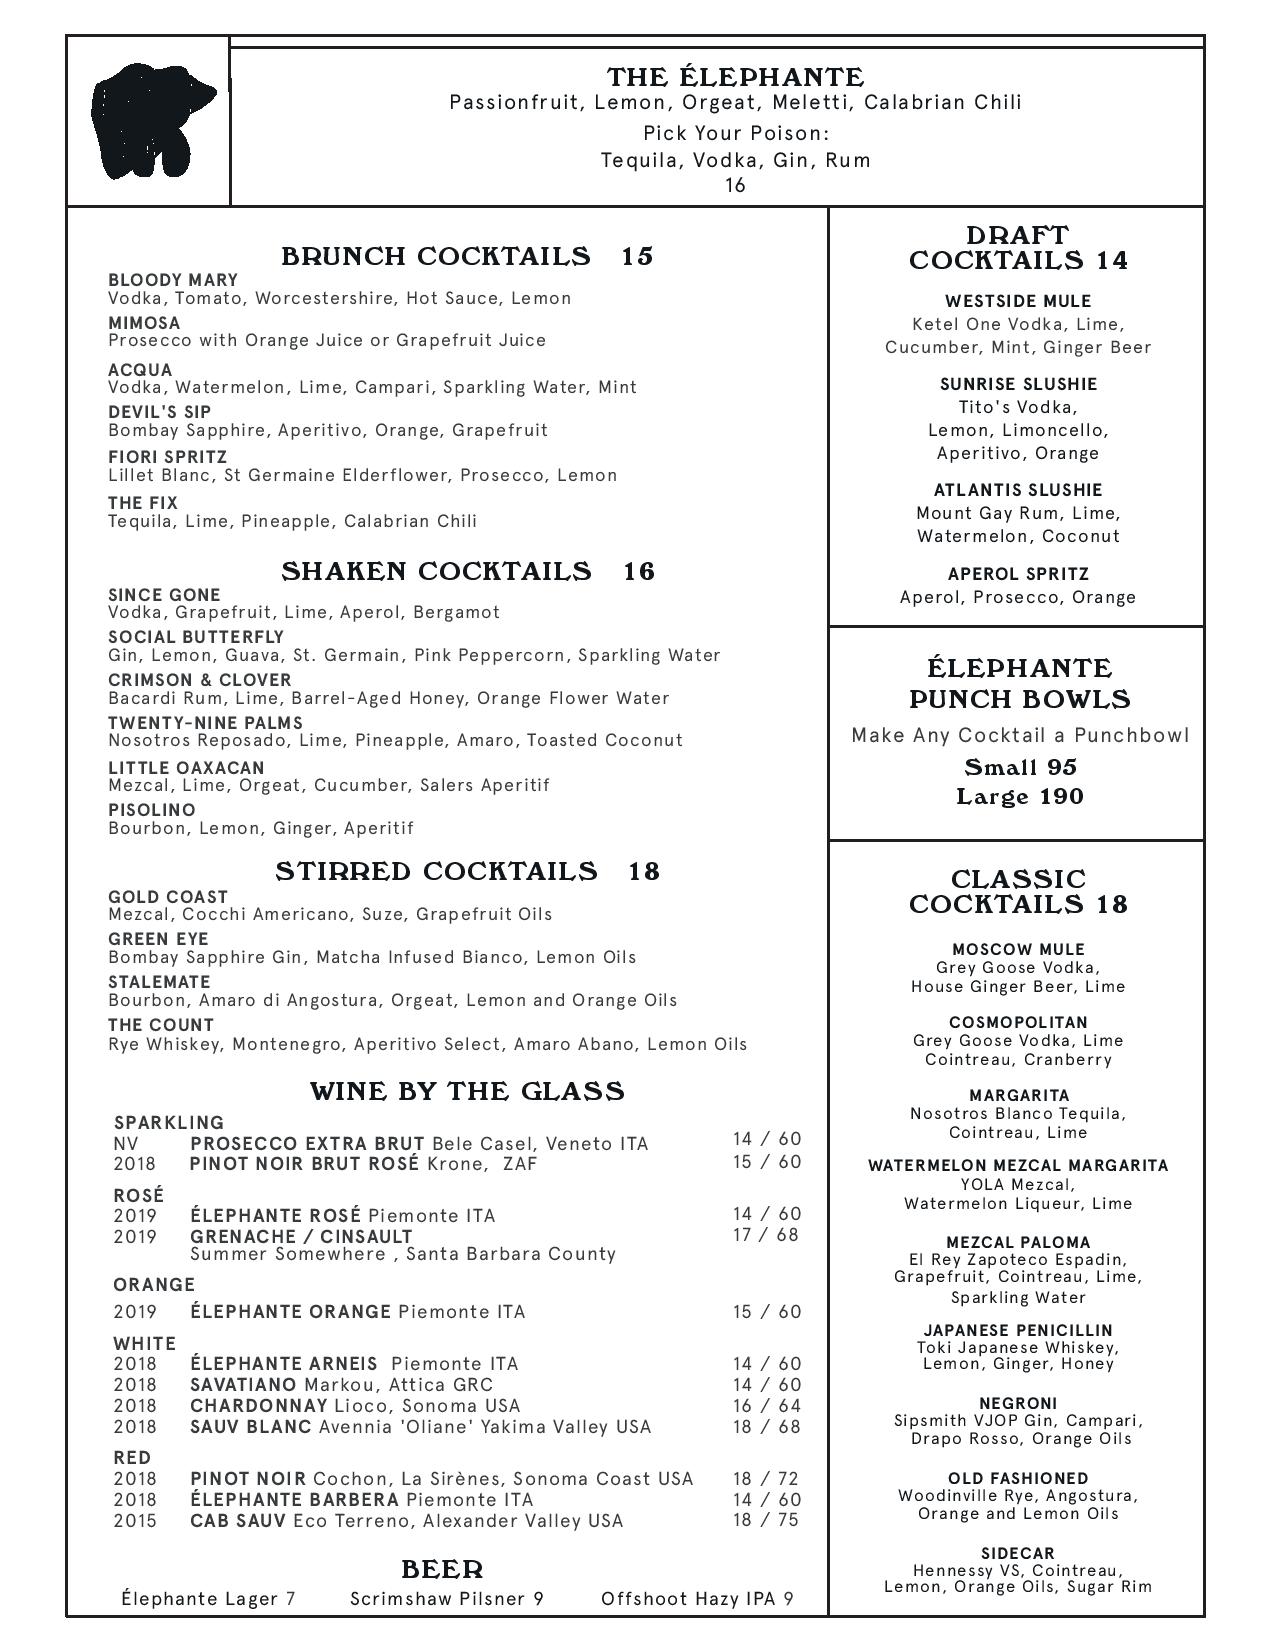 THE ÉLEPHANTE
Passionfruit, Lemon, Orgeat, Meletti, Calabrian Chili
Pick Your Poison:
Tequila, Vodka, Gin, Rum
16
BRUNCH COCKTAILS 15
BLOODY MARY
Vodka, Tomato, Worcestershire, Hot Sauce, Lemon
MIMOSA
Prosecco with Orange Juice or Grapefruit Juice
ACQUA
Vodka, Watermelon, Lime, Campari, Sparkling Water, Mint
DEVIL'S SIP
Bombay Sapphire, Aperitivo, Orange, Grapefruit
FIORI SPRITZ
Lillet Blanc, St Germaine Elderflower, Prosecco, Lemon
THE FIX
Tequila, Lime, Pineapple, Calabrian Chili
SHAKEN COCKTAILS 16
SINCE GONE
Vodka, Grapefruit, Lime, Aperol, Bergamot
SOCIAL BUTTERFLY
Gin, Lemon, Guava, St. Germain, Pink Peppercorn, Sparkling Water
CRIMSON & CLOVER
Bacardi Rum, Lime, Barrel-Aged Honey, Orange Flower Water
TWENTY-NINE PALMS
Nosotros Reposado, Lime, Pineapple, Amaro, Toasted Coconut
LITTLE OAXACAN
Mezcal, Lime, Orgeat, Cucumber, Salers Aperitif
PISOLINO
Bourbon, Lemon, Ginger, Aperitif
STIRRED COCKTAILS 18
GOLD COAST
Mezcal, Cocchi Americano, Suze, Grapefruit Oils
GREEN EYE
Bombay Sapphire Gin, Matcha Infused Bianco, Lemon Oils
STALEMATE
Bourbon, Amaro di Angostura, Orgeat, Lemon and Orange Oils
THE COUNT
Rye Whiskey, Montenegro, Aperitivo Select, Amaro Abano, Lemon Oils
WINE BY THE GLASS
SPARKLING
NV PROSECCO EXTRA BRUT Bele Casel, Veneto ITA 14 / 60
2018 PINOT NOIR BRUT ROSÉ Krone, ZAF 15 / 60
ROSÉ
2019 ÉLEPHANTE ROSÉ Piemonte ITA 14 / 60
2019 GRENACHE / CINSAULT 17 / 68
Summer Somewhere , Santa Barbara County
ORANGE
2019 ÉLEPHANTE ORANGE Piemonte ITA 15 / 60
WHITE
2018 ÉLEPHANTE ARNEIS Piemonte ITA 14 / 60
2018 SAVATIANO Markou, Attica GRC 14 / 60
2018 CHARDONNAY Lioco, Sonoma USA 16 / 64
2018 SAUV BLANC Avennia 'Oliane' Yakima Valley USA 18 / 68
RED
2018 PINOT NOIR Cochon, La Sirènes, Sonoma Coast USA 18 / 72
2018 ÉLEPHANTE BARBERA Piemonte ITA 14 / 60
2015 CAB SAUV Eco Terreno, Alexander Valley USA 18 / 75
BEER
Élephante Lager 7 Scrimshaw Pilsner 9 Offshoot Hazy IPA 9
DRAFT
COCKTAILS 14
WESTSIDE MULE
Ketel One Vodka, Lime,
Cucumber, Mint, Ginger Beer
SUNRISE SLUSHIE
Tito's Vodka,
Lemon, Limoncello,
Aperitivo, Orange
ATLANTIS SLUSHIE
Mount Gay Rum, Lime,
Watermelon, Coconut
APEROL SPRITZ
Aperol, Prosecco, Orange
ÉLEPHANTE
PUNCH BOWLS
Make Any Cocktail a Punchbowl
Small 95
Large 190
CLASSIC
COCKTAILS 18
MOSCOW MULE
Grey Goose Vodka,
House Ginger Beer, Lime
COSMOPOLITAN
Grey Goose Vodka, Lime
Cointreau, Cranberry
MARGARITA
Nosotros Blanco Tequila,
Cointreau, Lime
WATERMELON MEZCAL MARGARITA
YOLA Mezcal,
Watermelon Liqueur, Lime
MEZCAL PALOMA
El Rey Zapoteco Espadin,
Grapefruit, Cointreau, Lime,
Sparkling Water
JAPANESE PENICILLIN
Toki Japanese Whiskey,
Lemon, Ginger, Honey
NEGRONI
Sipsmith VJOP Gin, Campari,
Drapo Rosso, Orange Oils
OLD FASHIONED
Woodinville Rye, Angostura,
Orange and Lemon Oils
SIDECAR
Hennessy VS, Cointreau,
Lemon, Orange Oils, Sugar Rim